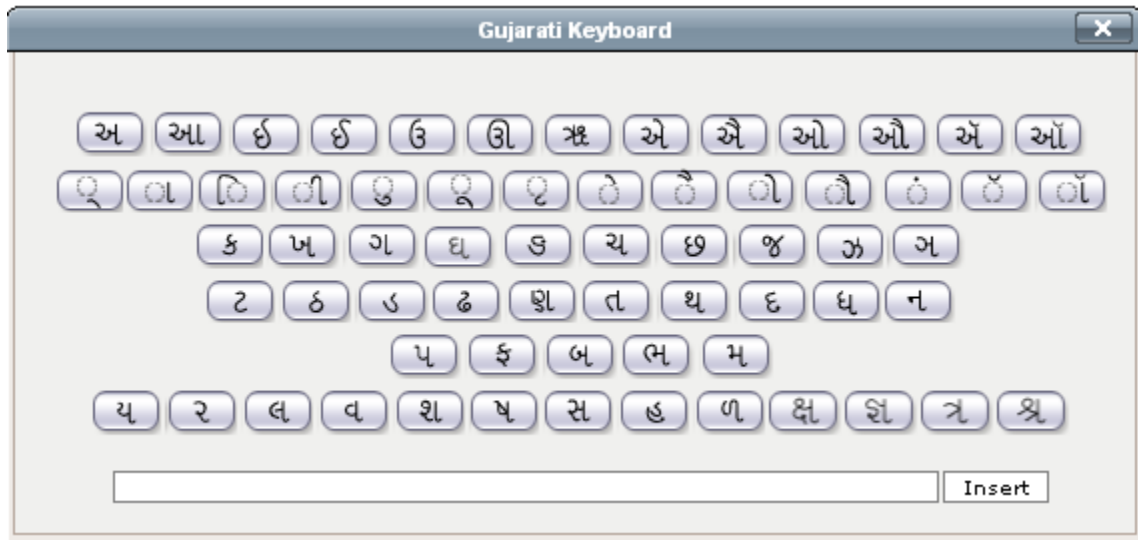 Gujarati Keyboard
અ આ ઇ ઈ ઉ ઊ ઋ એ ઐ ઓ ઔ ઍ ઑ
્ ા િ ી ુ ૂ ૃ ે ૈ ો ૌ ં ૅ ૉ
ક ખ ગ ઘ ઙ ચ છ જ ઝ ઞ
ટ ઠ ડ ઢ ણ ત થ દ ધ ન
પ ફ બ ભ મ
ય ર લ વ શ ષ સ હ ળ ક્ષ જ્ઞ ત્ર શ્ર
Insert